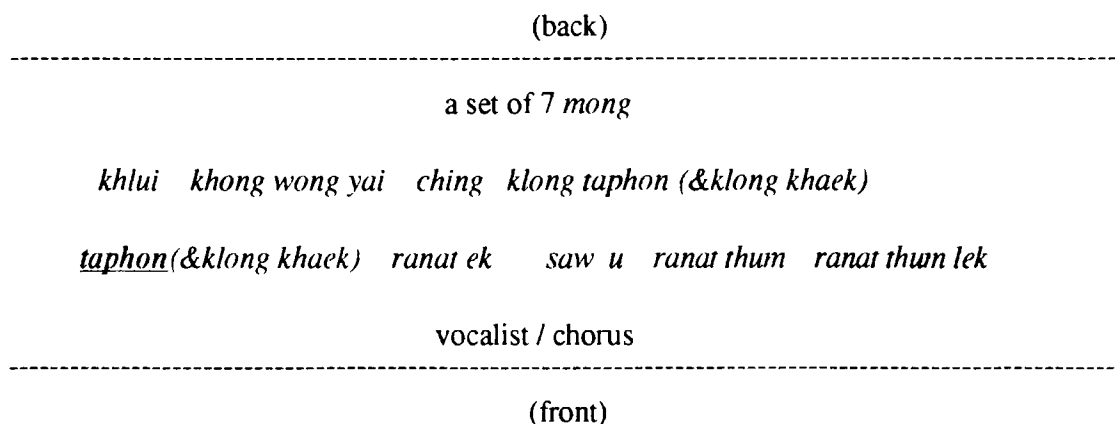 (back)
a set of 7 mong
khlui khong wong yai ching klong taphon (&klong khaek)
taphon(&klong khaek) ranat ek saw u ranat thum ranat thum lek
vocalist / chorus
(front)